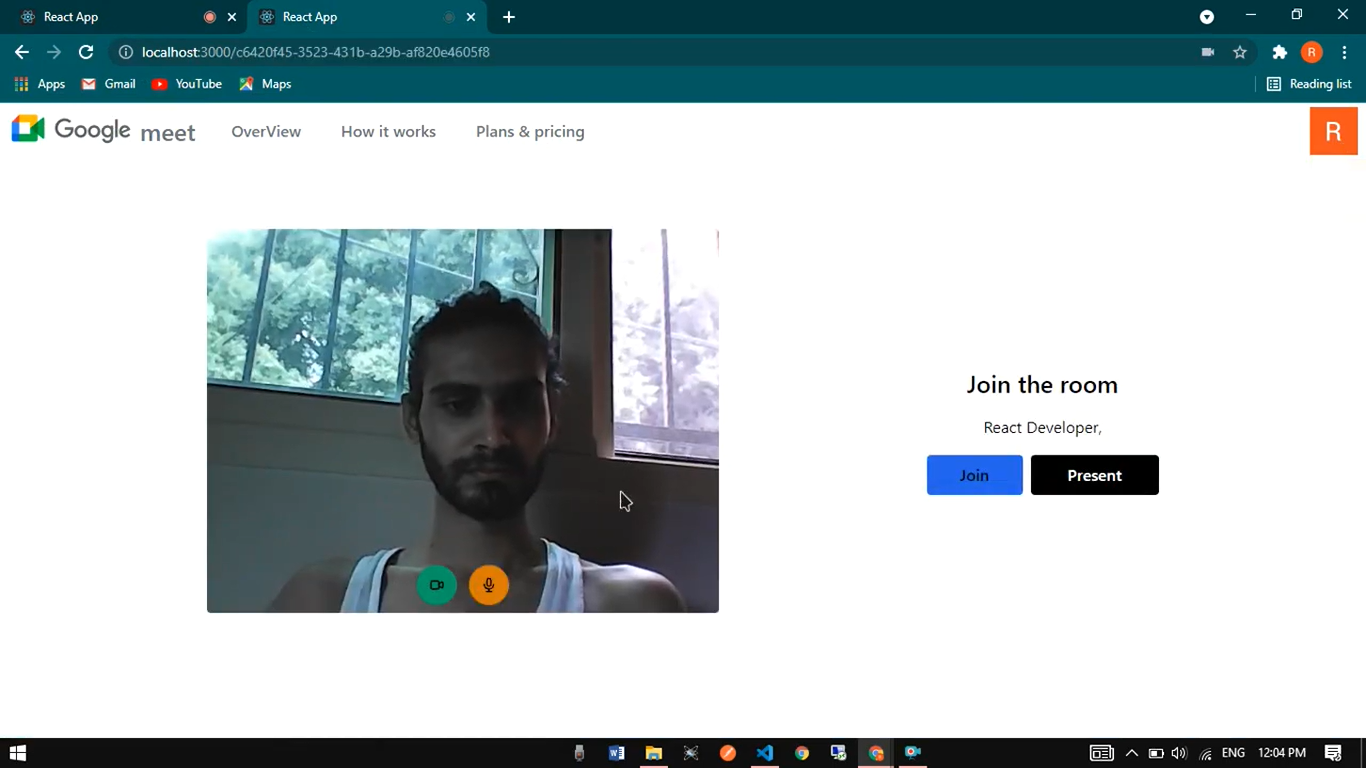 React App
React App
localhost:3000/c6420f45-3523-431b-a29b-af820e4605f8
R
Apps
Gmail
YouTube
Maps
Reading list
Google meet
OverView
How it works
Plans & pricing
R
Join the room
React Developer,
Join
Present
ENG
12:04 PM